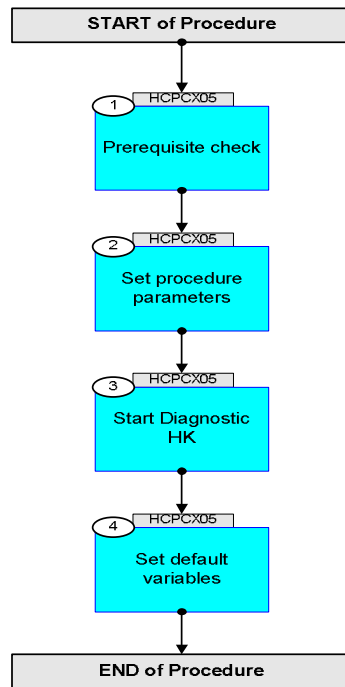 START of Procedure
HCPCX05
1
Prerequisite check
HCPCX05
2
Set procedure
parameters
HCPCX05
3
Start Diagnostic
HK
HCPCX05
4
Set default
variables
END of Procedure